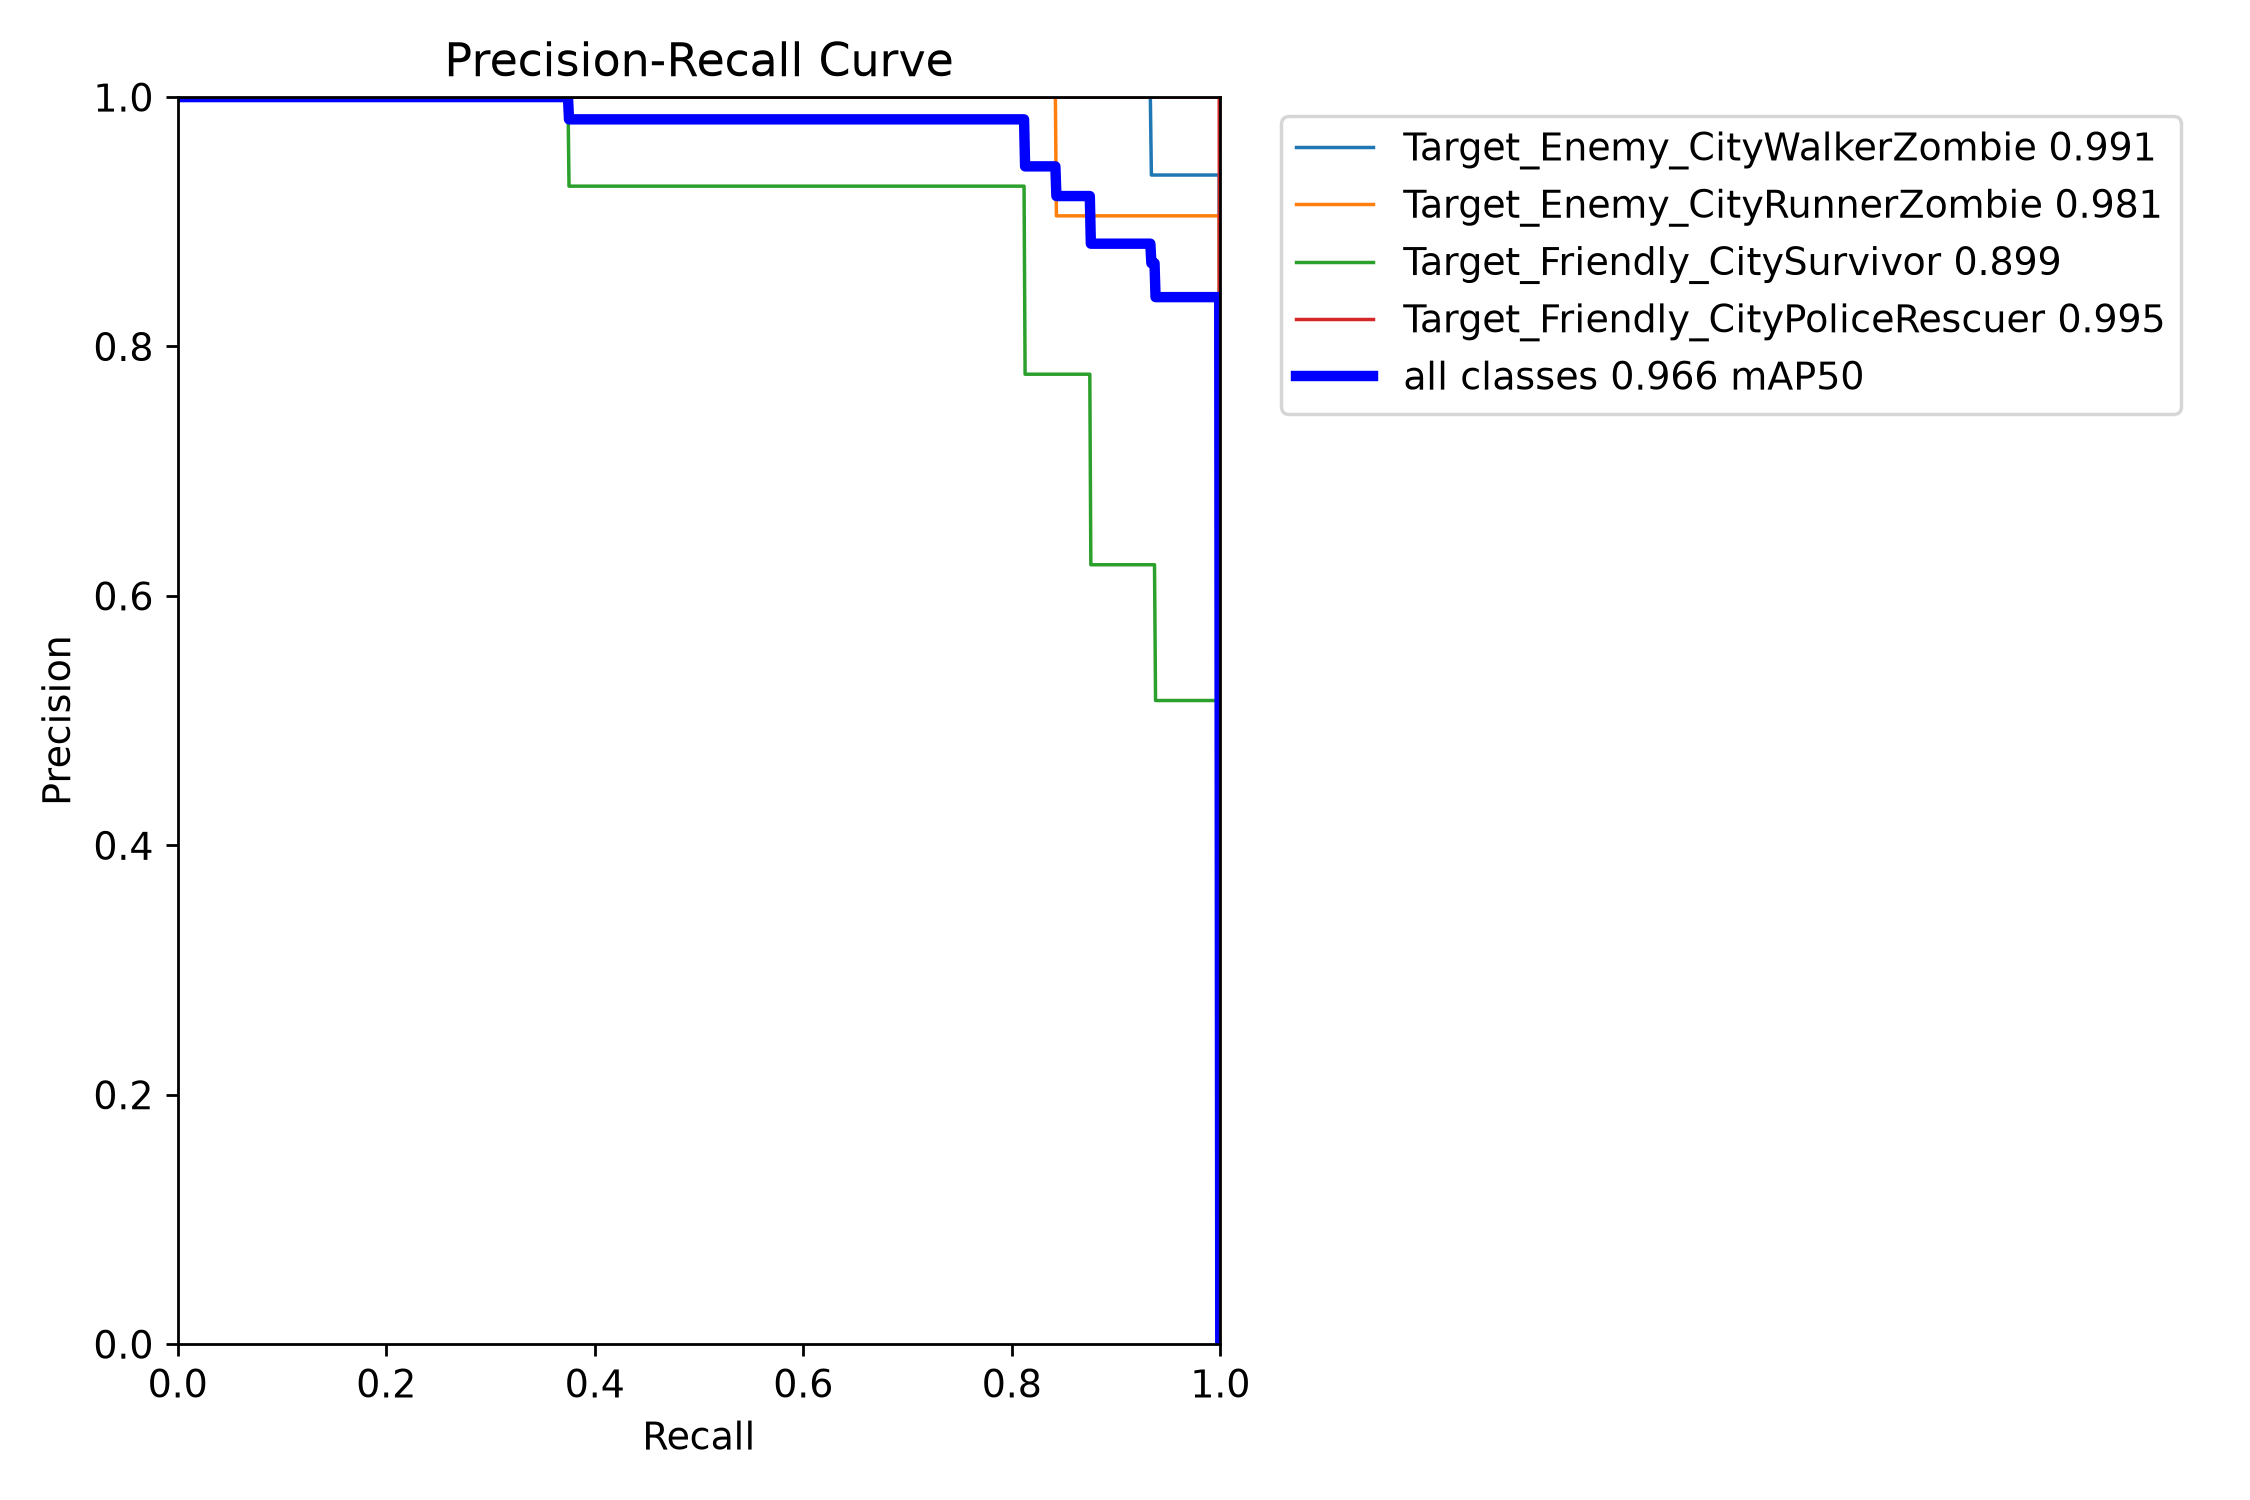 Precision-Recall Curve
1.0
0.8
0.6
0.4
0.2
0.0
Precision
0.0 0.2 0.4 0.6 0.8 1.0
Recall
Target_Enemy_CityWalkerZombie 0.991
Target_Enemy_CityRunnerZombie 0.981
Target_Friendly_CitySurvivor 0.899
Target_Friendly_CityPoliceRescuer 0.995
all classes 0.966 mAP50